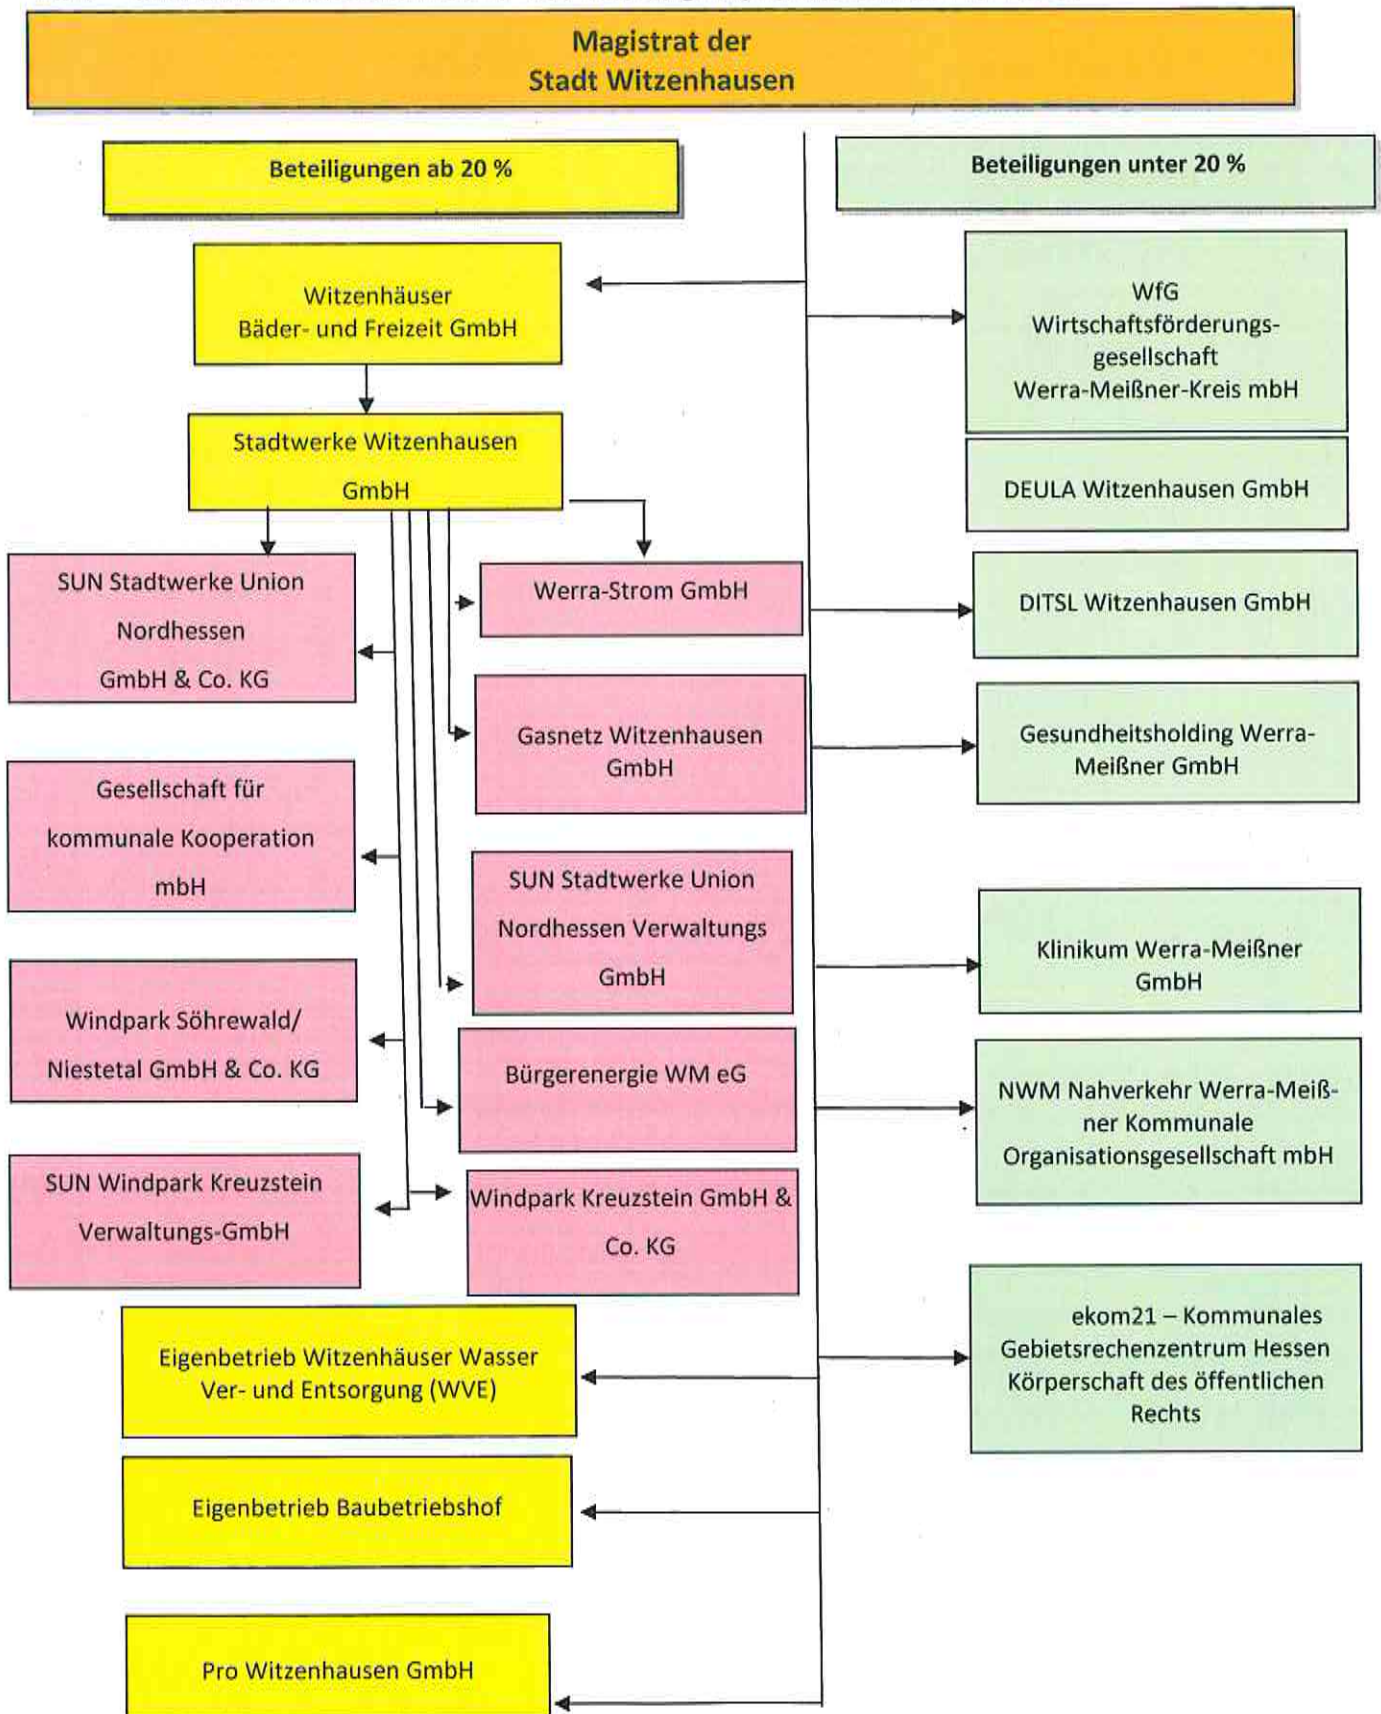 Magistrat der
Stadt Witzenhausen
Beteiligungen ab 20 %
Beteiligungen unter 20 %
Witzenhäuser
Bäder- und Freizeit GmbH
WfG
Wirtschaftsförderungs-
gesellschaft
Werra-Meißner-Kreis mbH
Stadtwerke Witzenhausen
GmbH
DEULA Witzenhausen GmbH
SUN Stadtwerke Union
Nordhessen
GmbH & Co. KG
Werra-Strom GmbH
DITSL Witzenhausen GmbH
Gasnetz Witzenhausen
GmbH
Gesundheitsholding Werra-
Meißner GmbH
Gesellschaft für
kommunale Kooperation
mbH
SUN Stadtwerke Union
Nordhessen Verwaltungs
GmbH
Klinikum Werra-Meißner
GmbH
Windpark Söhrewald/
Niestetal GmbH & Co. KG
Bürgerenergie WM eG
NWM Nahverkehr Werra-Meiß-
ner Kommunale
Organisationsgesellschaft mbH
SUN Windpark Kreuzstein
Verwaltungs-GmbH
Windpark Kreuzstein GmbH &
Co. KG
ekom21 – Kommunales
Gebietsrechenzentrum Hessen
Körperschaft des öffentlichen
Rechts
Eigenbetrieb Witzenhäuser Wasser
Ver- und Entsorgung (WVE)
Eigenbetrieb Baubetriebshof
Pro Witzenhausen GmbH